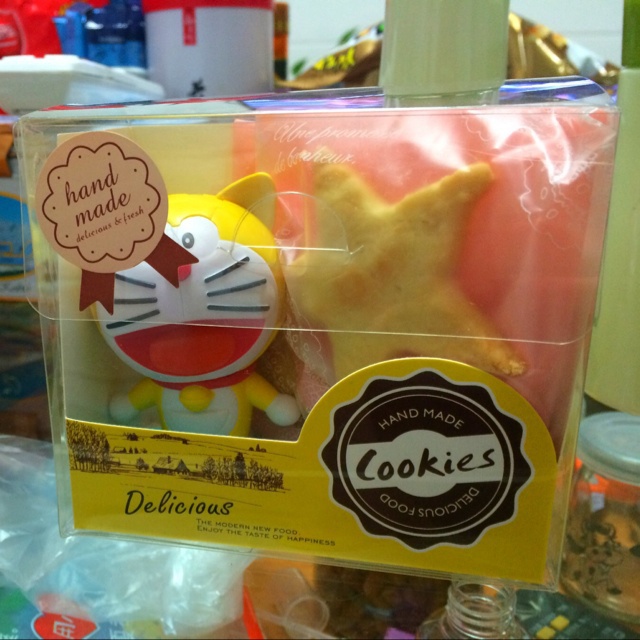 hand
made
delicious & fresh
HAND MADE
Cookies
DELICIOUS FOOD
Delicious
THE MODERN NEW FOOD
ENJOY THE TASTE OF HAPPINESS